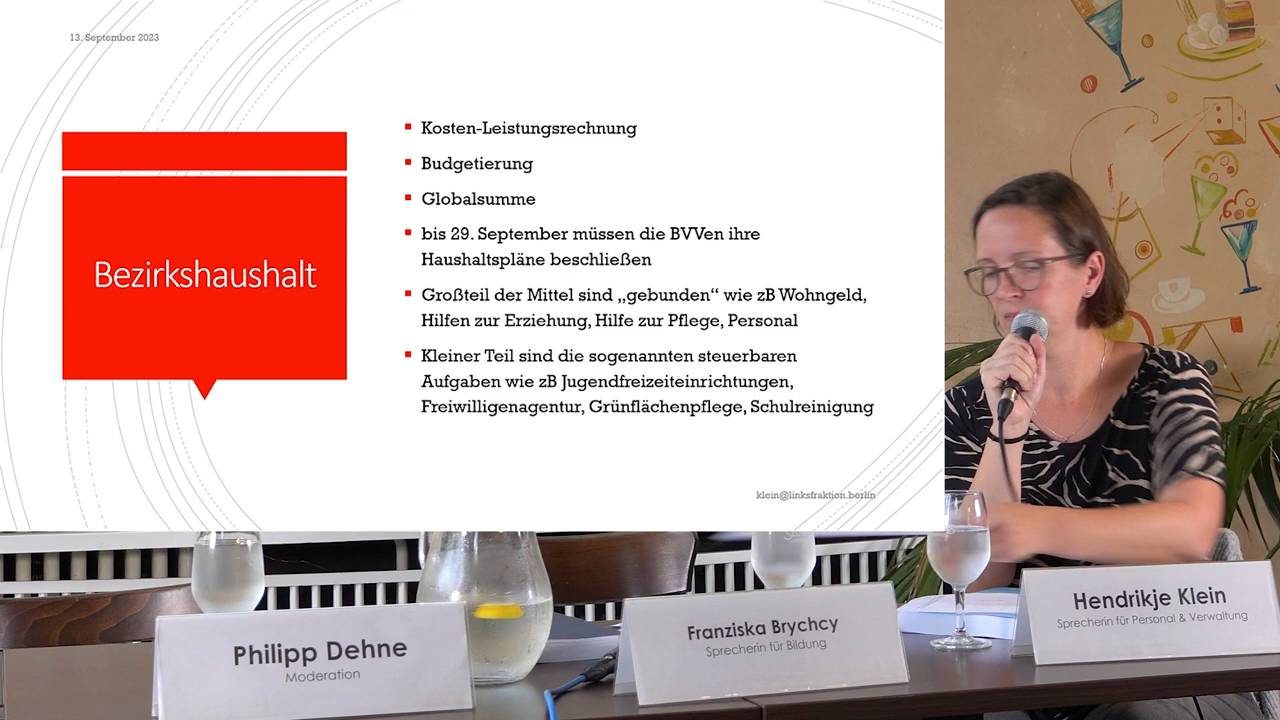 13. September 2023
Bezirkshaushalt
Kosten-Leistungsrechnung
Budgetierung
Globalsumme
bis 29. September müssen die BVVen ihre
Haushaltspläne beschließen
Großteil der Mittel sind „gebunden“ wie zB Wohngeld,
Hilfen zur Erziehung, Hilfe zur Pflege, Personal
Kleiner Teil sind die sogenannten steuerbaren
Aufgaben wie zB Jugendfreizeiteinrichtungen,
Freiwilligenagentur, Grünflächenpflege, Schulreinigung
klein@linksfraktion.berlin
Philipp Dehne
Moderation
Franziska Brychcy
Sprecherin für Bildung
Hendrikje Klein
Sprecherin für Personal & Verwaltung